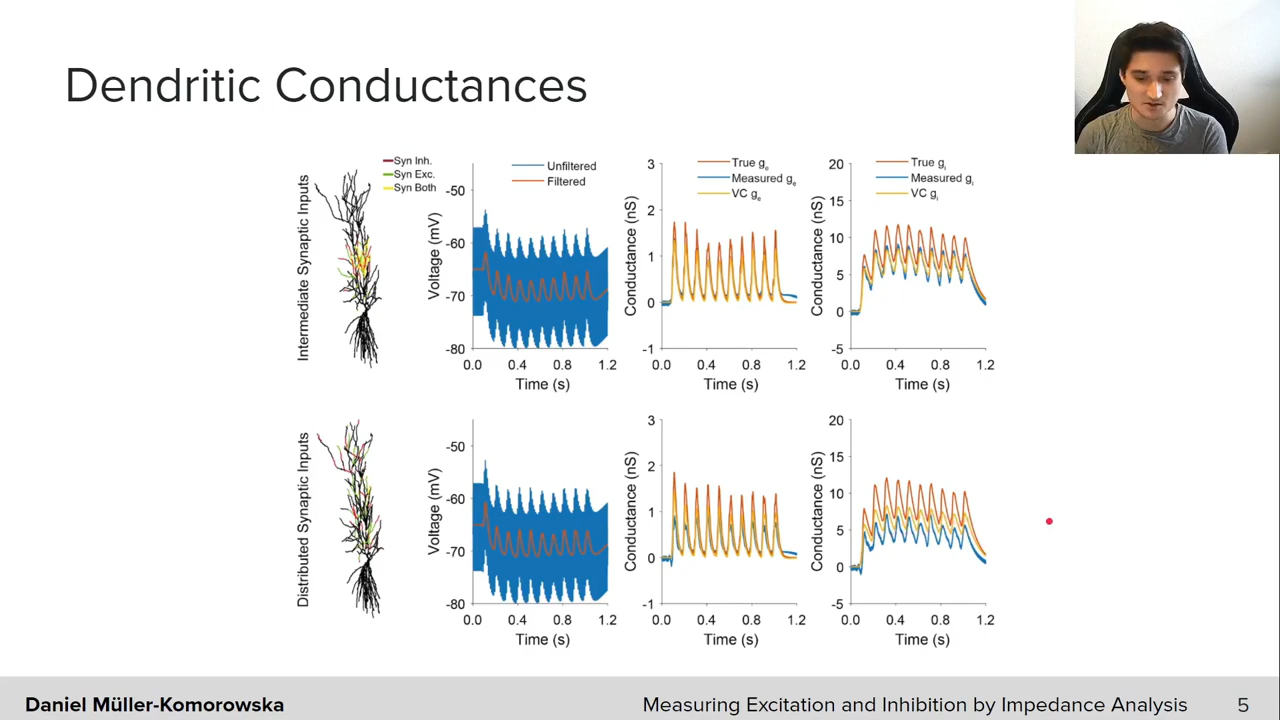 Dendritic Conductances
Intermediate Synaptic Inputs
Syn Inh.
Syn Exc.
Syn Both
Unfiltered
Filtered
Voltage (mV)
-50
-60
-70
-80
0.0 0.4 0.8 1.2
Time (s)
True gₑ
Measured gₑ
VC gₑ
Conductance (nS)
3
2
1
0
-1
0.0 0.4 0.8 1.2
Time (s)
True gᵢ
Measured gᵢ
VC gᵢ
Conductance (nS)
20
15
10
5
0
-5
0.0 0.4 0.8 1.2
Time (s)
Distributed Synaptic Inputs
Voltage (mV)
-50
-60
-70
-80
0.0 0.4 0.8 1.2
Time (s)
Conductance (nS)
3
2
1
0
-1
0.0 0.4 0.8 1.2
Time (s)
Conductance (nS)
20
15
10
5
0
-5
0.0 0.4 0.8 1.2
Time (s)
Daniel Müller-Komorowska
Measuring Excitation and Inhibition by Impedance Analysis
5